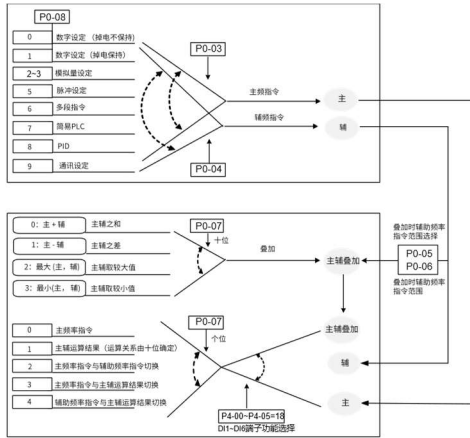 P0-08
0 数字设定 (掉电不保持)
1 数字设定 (掉电保持)
2~3 模拟量设定
5 脉冲设定
6 多段指令
7 简易PLC
8 PID
9 通讯设定
P0-03
P0-04
主频指令
辅频指令
主
辅
0: 主 + 辅 主辅之和
1: 主 - 辅 主辅之差
2: 最大 (主, 辅) 主辅取较大值
3: 最小(主, 辅) 主辅取较小值
P0-07
十位
叠加
主辅叠加
叠加时辅助频率
指令范围选择
P0-05
P0-06
叠加时辅助频率
指令范围
0 主频率指令
1 主辅运算结果 (运算关系由十位确定)
2 主频率指令与辅助频率指令切换
3 主频率指令与主辅运算结果切换
4 辅助频率指令与主辅运算结果切换
P0-07
个位
P4-00~P4-05=18
DI1~DI6端子功能选择
主辅叠加
辅
主